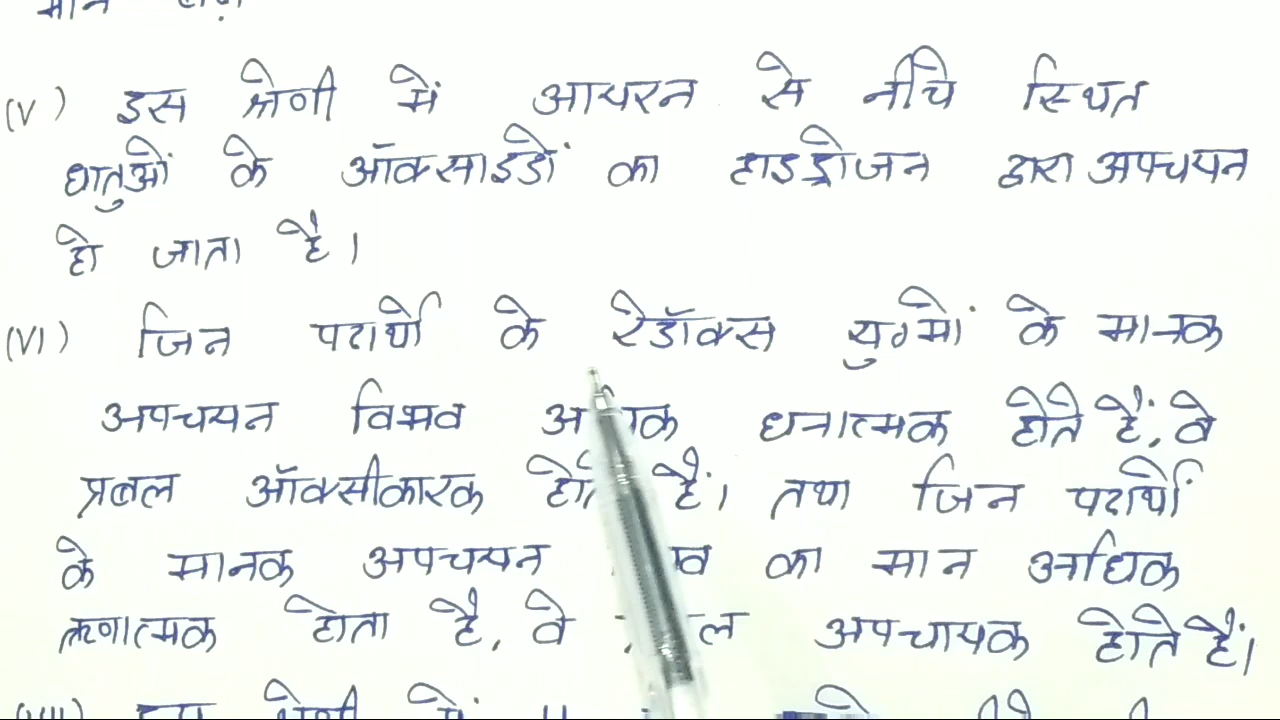 (V) इस श्रेणी में आयरन से नीचे स्थित
धातुओं के ऑक्साइडों का हाइड्रोजन द्वारा अपचयन
हो जाता है।
(VI) जिन पदार्थों के रेडॉक्स युग्मों के मानक
अपचयन विभव धनात्मक होते हैं, वे
प्रबल ऑक्सीकारक होते हैं। तथा जिन पदार्थों
के मानक अपचयन का मान अधिक
ऋणात्मक होता है, वे अपचायक होते हैं।